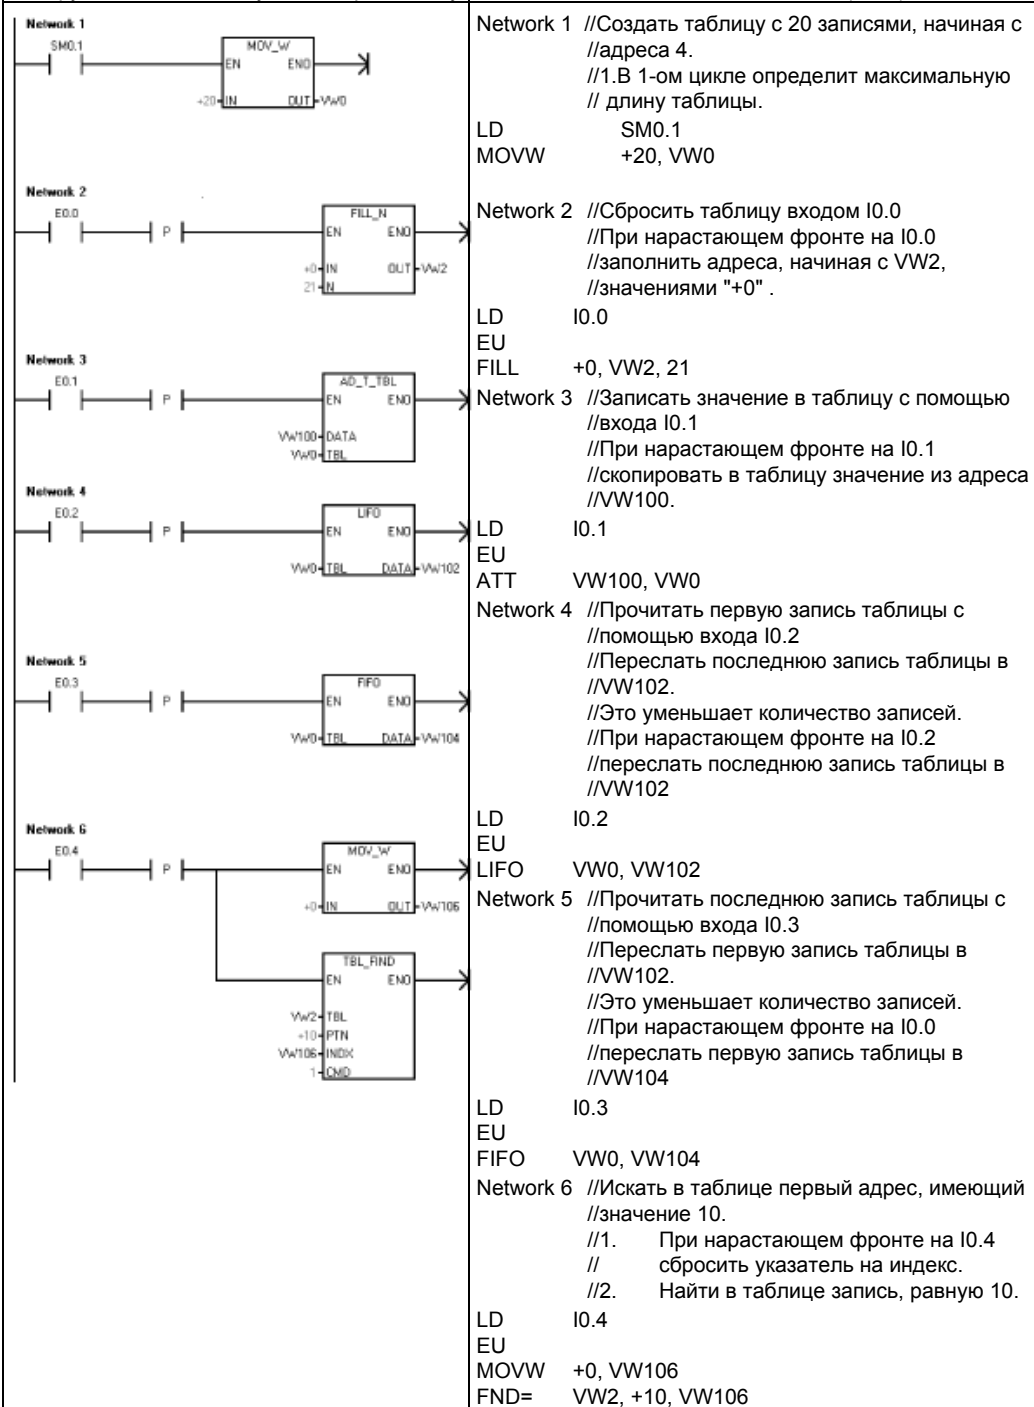 Network 1
SM0.1
MOV_W
EN ENO
+20 IN OUT VW0
Network 2
E0.0
P
FILL_N
EN ENO
+0 IN OUT VW2
21 N
Network 3
E0.1
P
AD_T_TBL
EN ENO
VW100 DATA
VW0 TBL
Network 4
E0.2
P
LIFO
EN ENO
VW0 TBL DATA VW102
Network 5
E0.3
P
FIFO
EN ENO
VW0 TBL DATA VW104
Network 6
E0.4
P
MOV_W
EN ENO
+0 IN OUT VW106
TBL_FIND
EN ENO
VW2 TBL
+10 PTN
VW106 INDX
1 CMD
Network 1 //Создать таблицу с 20 записями, начиная с
//адреса 4.
//1.В 1-ом цикле определит максимальную
// длину таблицы.
LD SM0.1
MOVW +20, VW0
Network 2 //Сбросить таблицу входом I0.0
//При нарастающем фронте на I0.0
//заполнить адреса, начиная с VW2,
//значениями "+0" .
LD I0.0
EU
FILL +0, VW2, 21
Network 3 //Записать значение в таблицу с помощью
//входа I0.1
//При нарастающем фронте на I0.1
//скопировать в таблицу значение из адреса
//VW100.
LD I0.1
EU
ATT VW100, VW0
Network 4 //Прочитать первую запись таблицы с
//помощью входа I0.2
//Переслать последнюю запись таблицы в
//VW102.
//Это уменьшает количество записей.
//При нарастающем фронте на I0.2
//переслать последнюю запись таблицы в
//VW102
LD I0.2
EU
LIFO VW0, VW102
Network 5 //Прочитать последнюю запись таблицы с
//помощью входа I0.3
//Переслать первую запись таблицы в
//VW102.
//Это уменьшает количество записей.
//При нарастающем фронте на I0.0
//переслать первую запись таблицы в
//VW104
LD I0.3
EU
FIFO VW0, VW104
Network 6 //Искать в таблице первый адрес, имеющий
//значение 10.
//1. При нарастающем фронте на I0.4
// сбросить указатель на индекс.
//2. Найти в таблице запись, равную 10.
LD I0.4
EU
MOVW +0, VW106
FND= VW2, +10, VW106